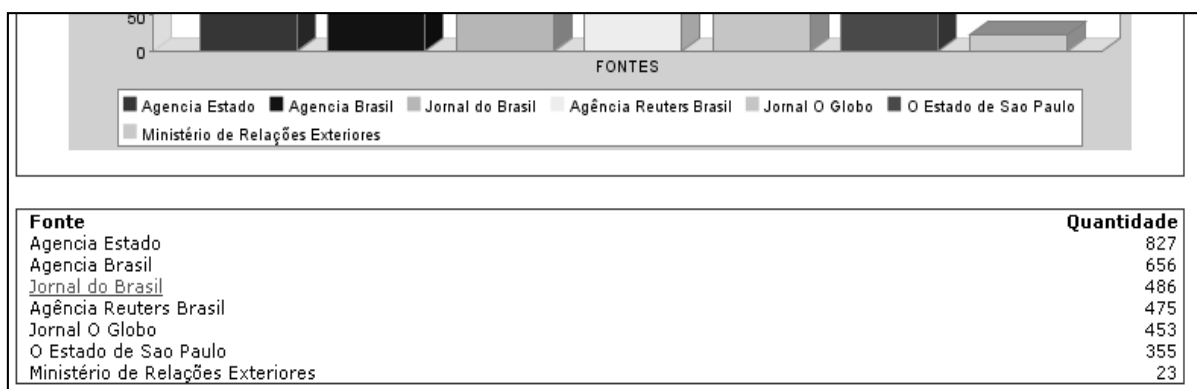 50
0
FONTES
Agencia Estado Agencia Brasil Jornal do Brasil Agência Reuters Brasil Jornal O Globo O Estado de Sao Paulo
Ministério de Relações Exteriores
Fonte Quantidade
Agencia Estado 827
Agencia Brasil 656
Jornal do Brasil 486
Agência Reuters Brasil 475
Jornal O Globo 453
O Estado de Sao Paulo 355
Ministério de Relações Exteriores 23